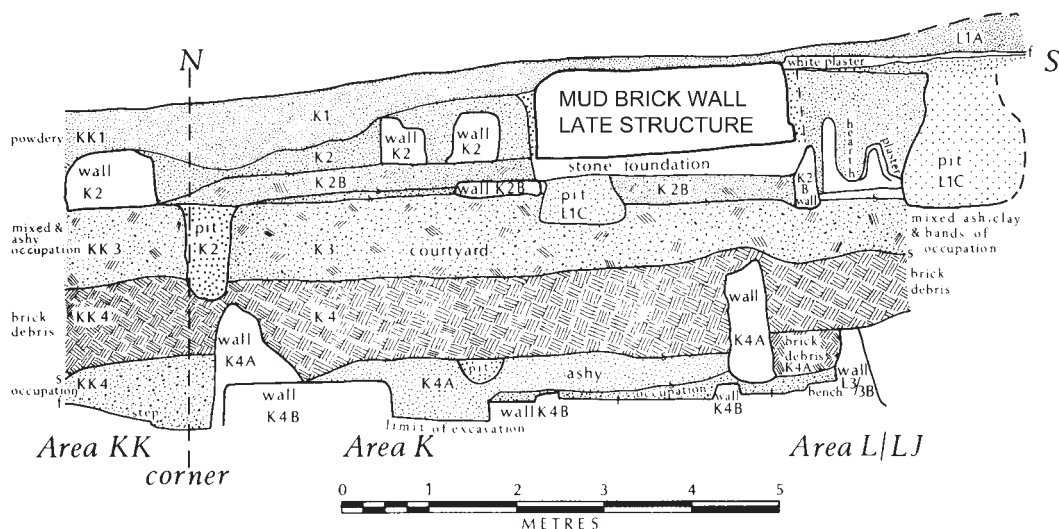 N
S
L1A
f
white plaster
MUD BRICK WALL
LATE STRUCTURE
K1
powdery
KK1
wall
K2
K2
wall
K2
wall
K2
K2B
wall K2B
stone foundation
K2B
K2B
wall
hearth
plaster
pit
L1C
pit
L1C
mixed &
ashy
occupation
KK3
pit
K2
K3
courtyard
mixed ash, clay
& bands of
occupation
s
brick
debris
brick
debris
KK4
K4
wall
K4A
wall
K4A
brick
debris
K4A
s
occupation
f
KK4
step
wall
K4B
K4A
pit
ashy
occupation
wall K4B
wall
K4B
bench
wall
L3/
3B
limit of excavation
Area KK
Area K
Area L/LJ
corner
0 1 2 3 4 5
METRES